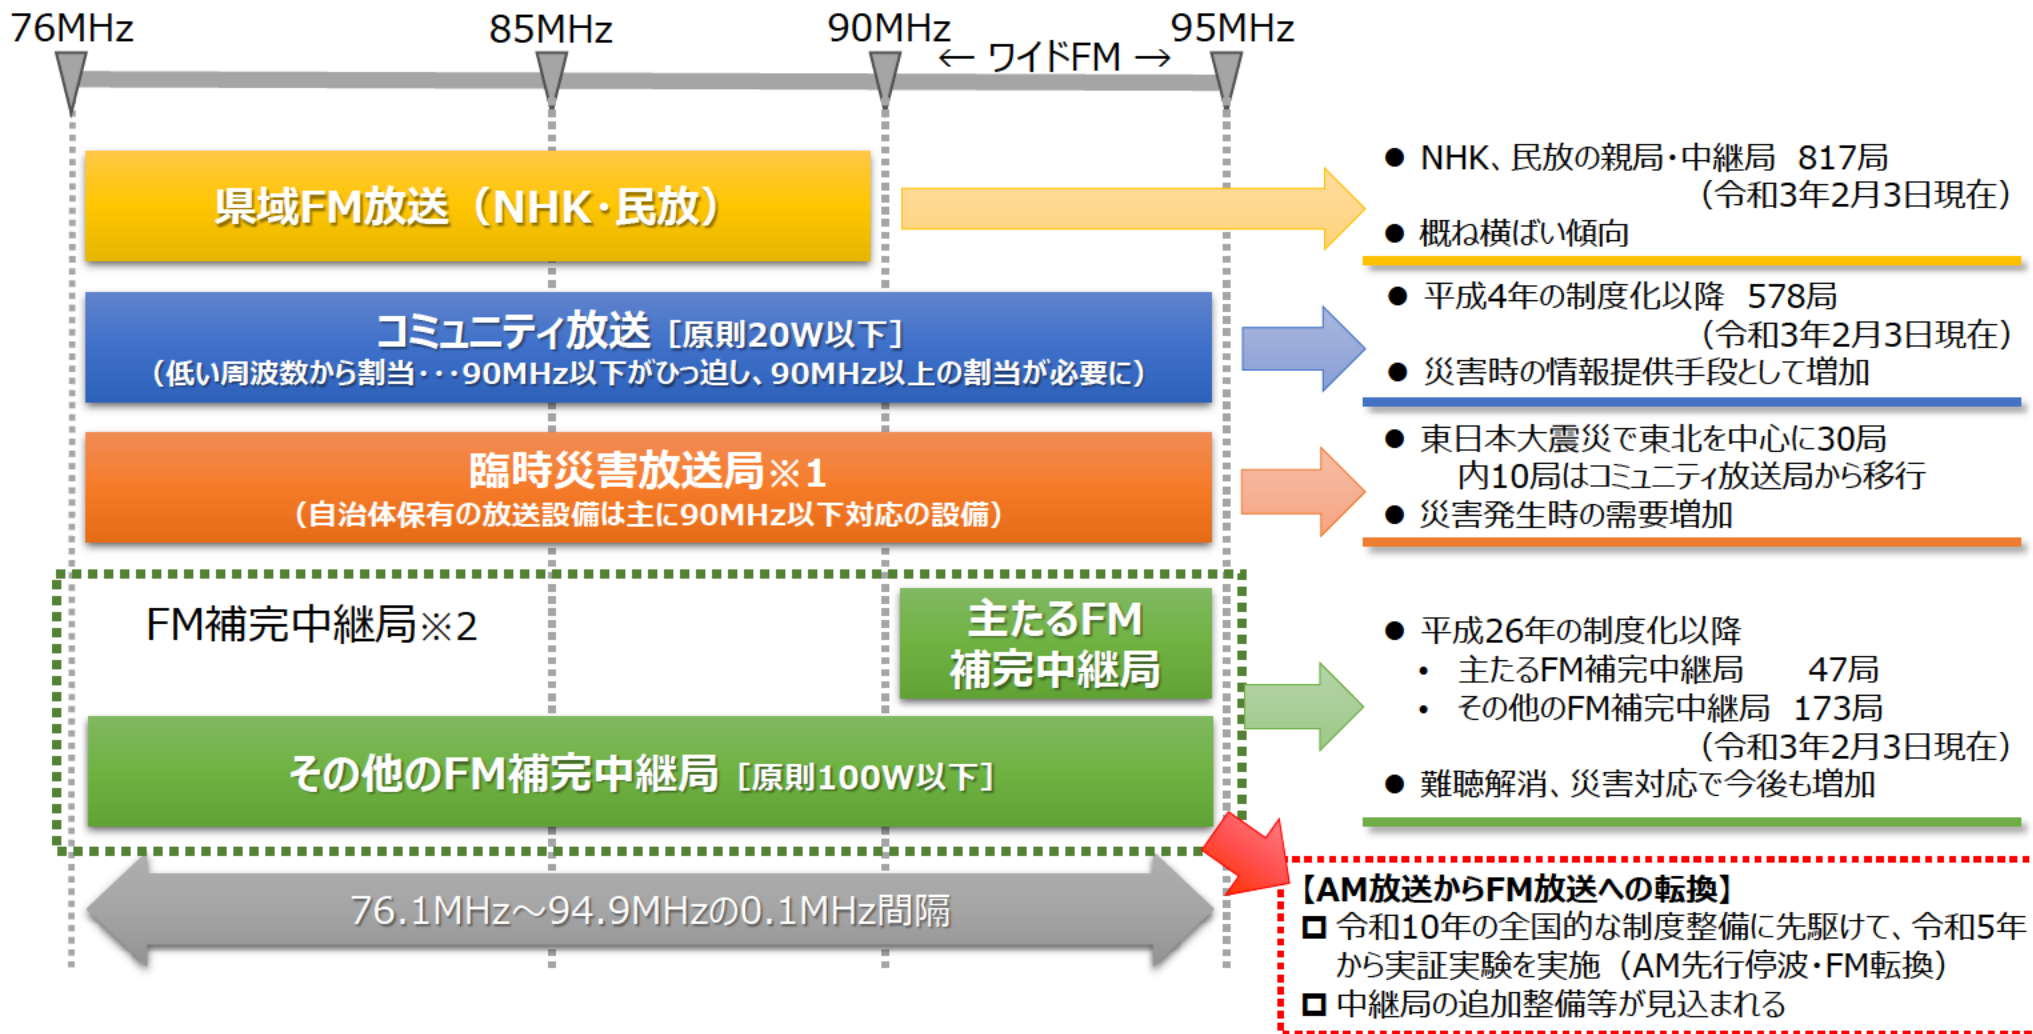 76MHz
85MHz
90MHz
95MHz
← ワイドFM →
県域FM放送（NHK・民放）
● NHK、民放の親局・中継局 817局
（令和3年2月3日現在）
● 概ね横ばい傾向
コミュニティ放送［原則20W以下］
（低い周波数から割当・・・90MHz以下がひっ迫し、90MHz以上の割当が必要に）
● 平成4年の制度化以降 578局
（令和3年2月3日現在）
● 災害時の情報提供手段として増加
臨時災害放送局※1
（自治体保有の放送設備は主に90MHz以下対応の設備）
● 東日本大震災で東北を中心に30局
内10局はコミュニティ放送局から移行
● 災害発生時の需要増加
FM補完中継局※2
主たるFM
補完中継局
その他のFM補完中継局［原則100W以下］
● 平成26年の制度化以降
• 主たるFM補完中継局 47局
• その他のFM補完中継局 173局
（令和3年2月3日現在）
● 難聴解消、災害対応で今後も増加
76.1MHz～94.9MHzの0.1MHz間隔
【AM放送からFM放送への転換】
令和10年の全国的な制度整備に先駆けて、令和5年
から実証実験を実施（AM先行停波・FM転換）
中継局の追加整備等が見込まれる